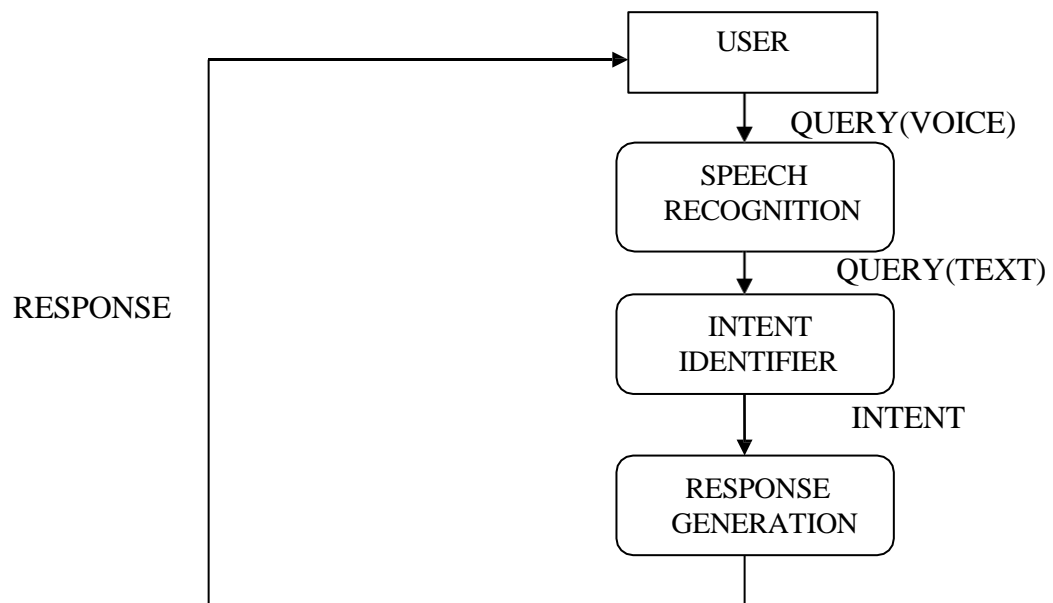 USER
QUERY(VOICE)
SPEECH
RECOGNITION
QUERY(TEXT)
RESPONSE
INTENT
IDENTIFIER
INTENT
RESPONSE
GENERATION